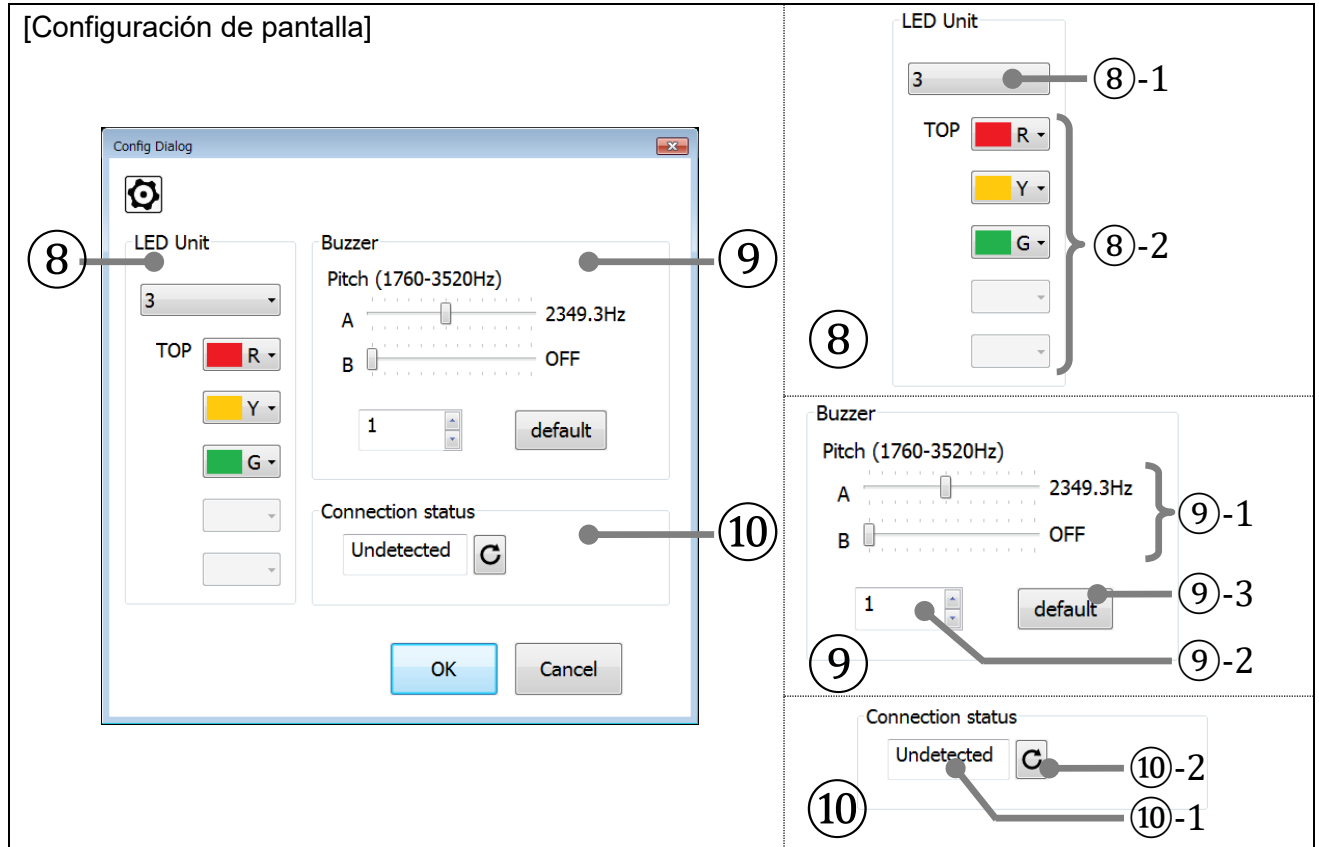 [Configuración de pantalla]
Config Dialog
⑧
LED Unit
3
TOP
R
Y
G
Buzzer
⑨
Pitch (1760-3520Hz)
A
2349.3Hz
B
OFF
1
default
Connection status
⑩
Undetected
OK
Cancel
LED Unit
3
⑧-1
TOP
R
Y
G
⑧-2
⑧
Buzzer
Pitch (1760-3520Hz)
A
2349.3Hz
B
OFF
⑨-1
1
default
⑨-3
⑨-2
⑨
Connection status
Undetected
⑩-2
⑩-1
⑩